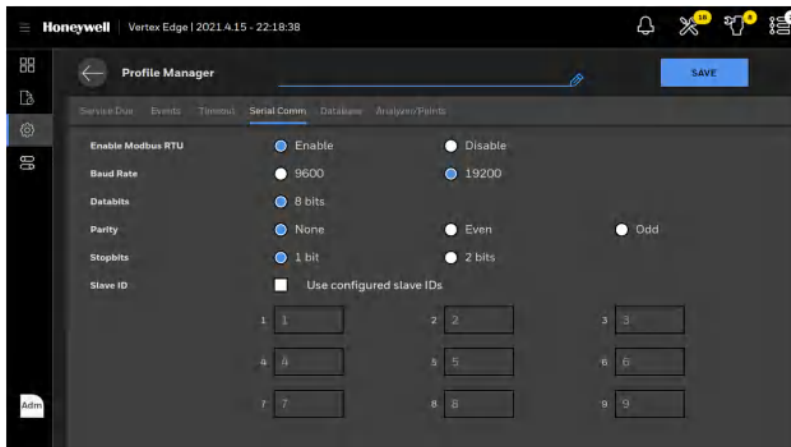 Honeywell Vertex Edge | 2021.4.15 - 22:18:38 16 8
Profile Manager SAVE
Service Due Events Timeout Serial Comm Database Analyzer/Points
Enable Modbus RTU Enable Disable
Baud Rate 9600 19200
Databits 8 bits
Parity None Even Odd
Stopbits 1 bit 2 bits
Slave ID Use configured slave IDs
1 1 2 2 3 3
4 4 5 5 6 6
7 7 8 8 9 9
Adm